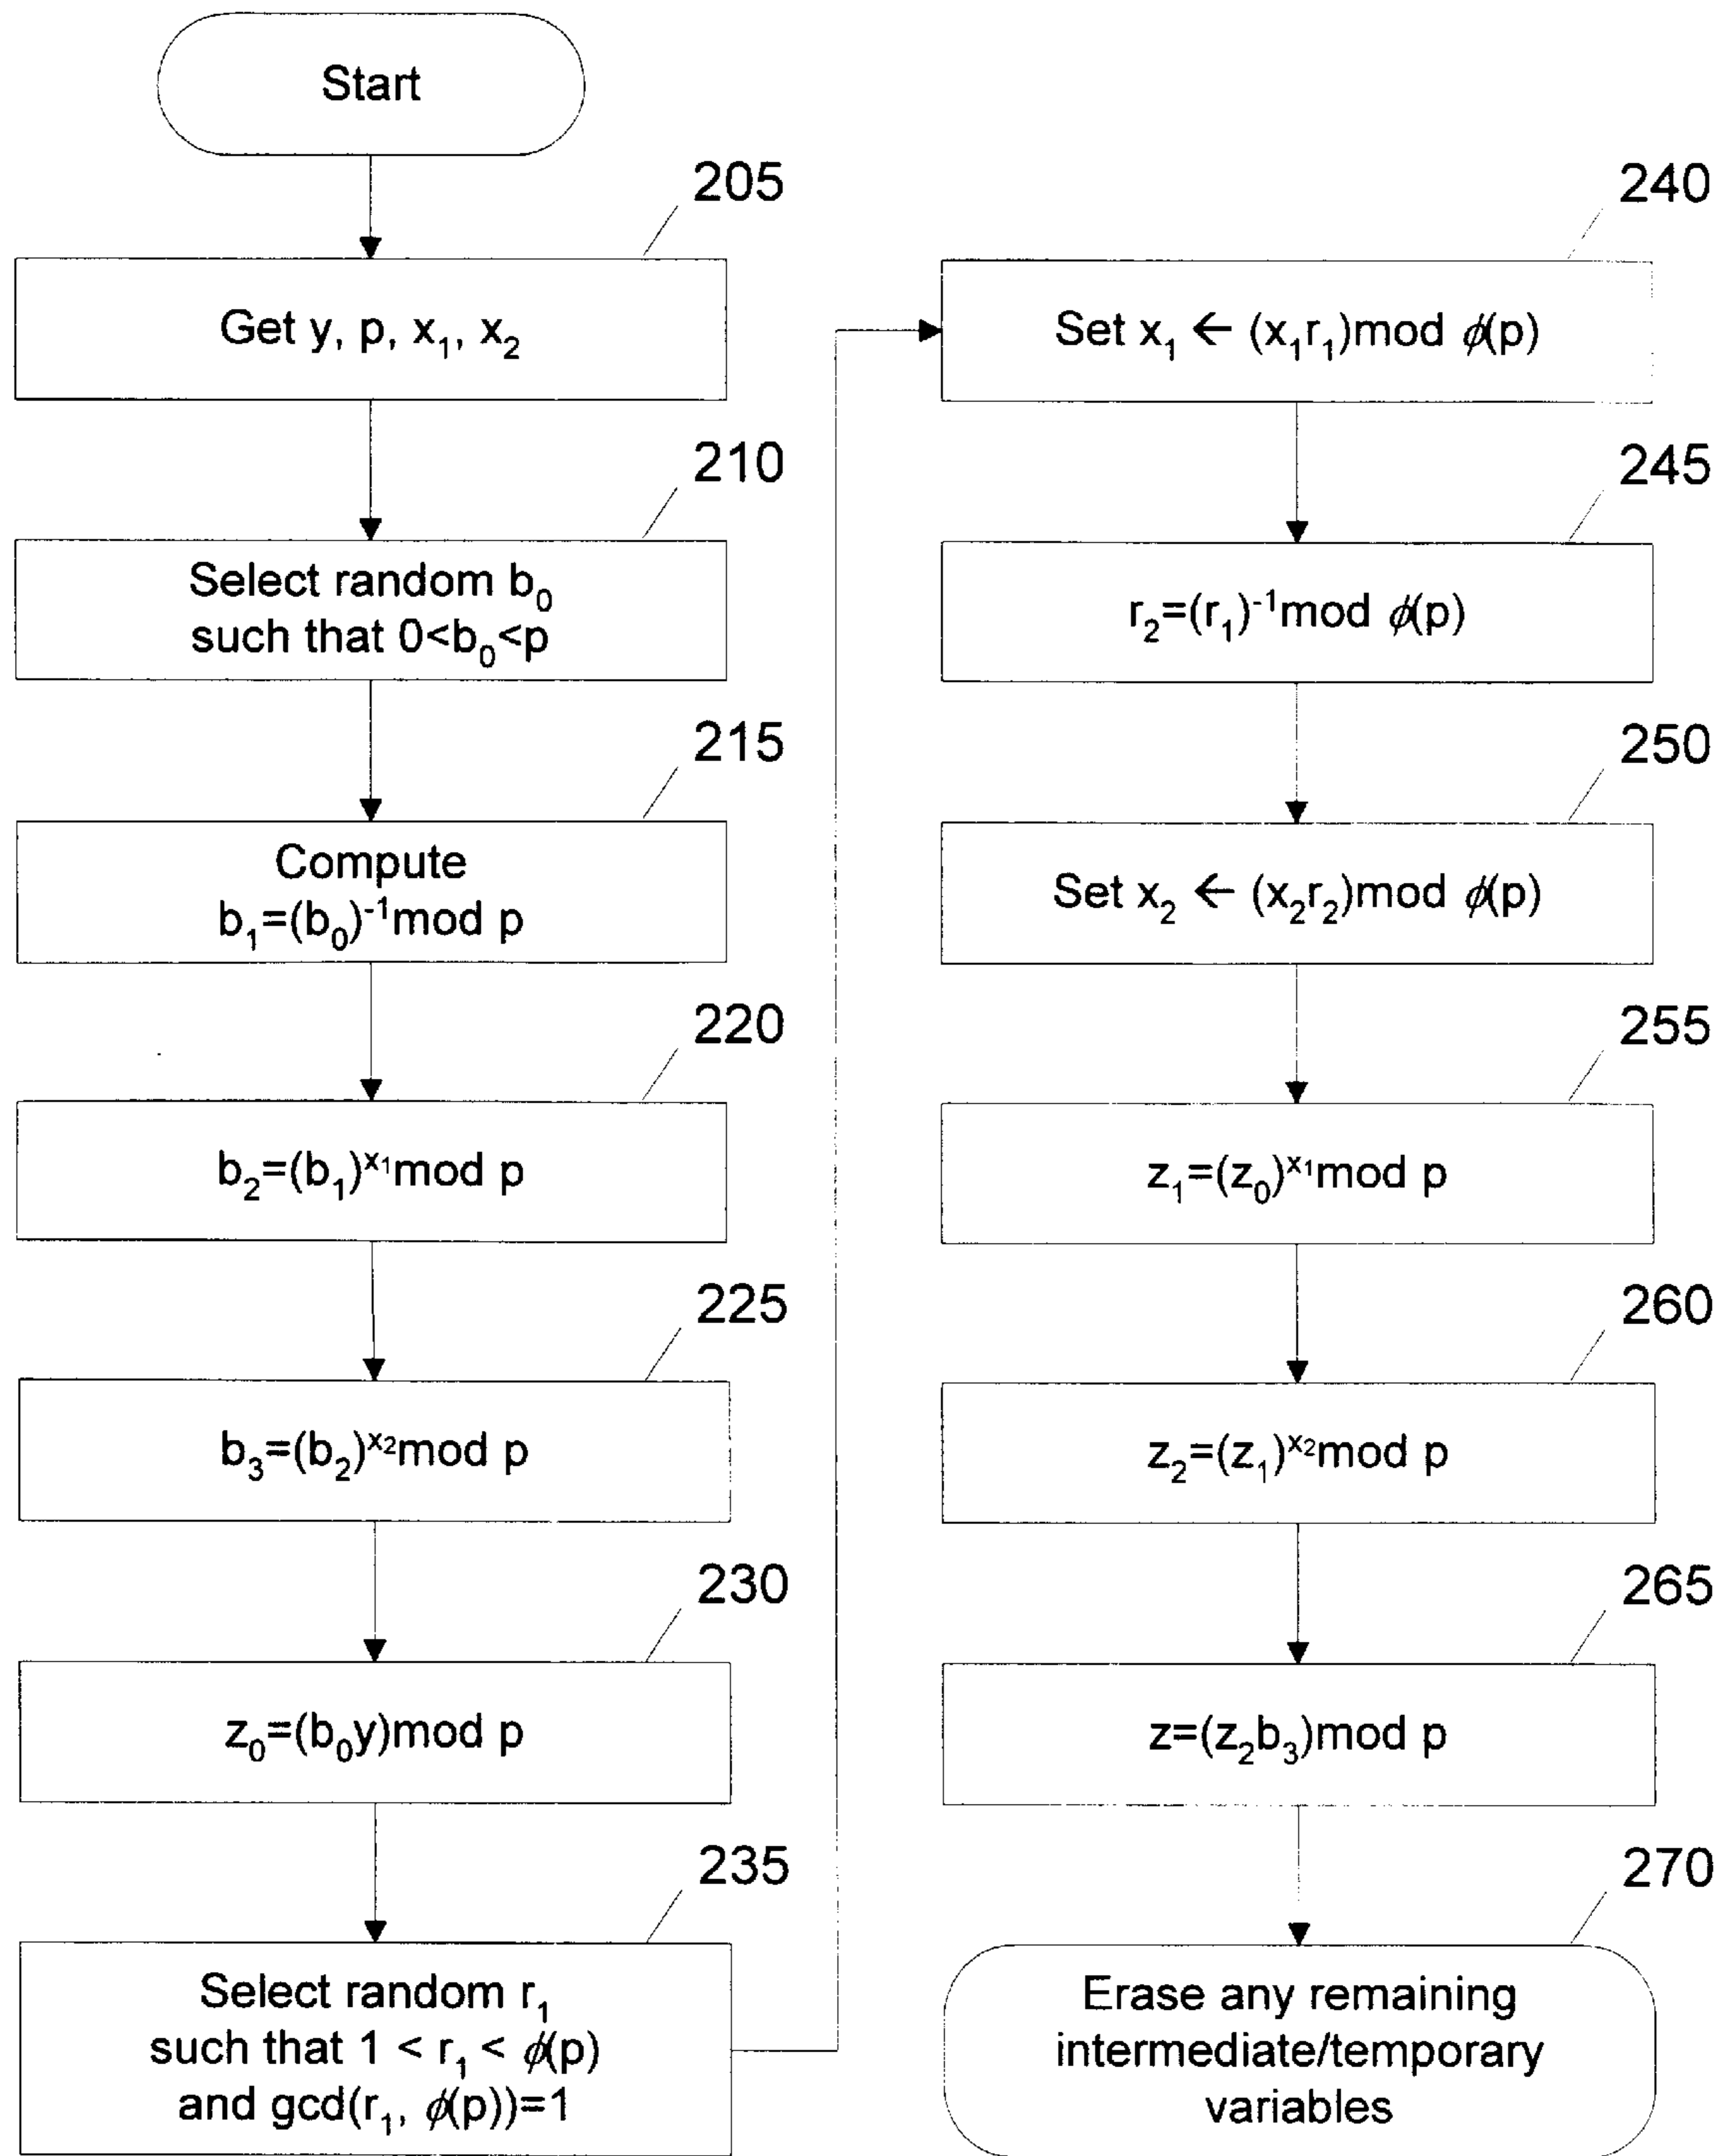 Start
205
Get y, p, x₁, x₂
210
Select random b₀
such that 0<b₀<p
215
Compute
b₁=(b₀)⁻¹mod p
220
b₂=(b₁)^x₁mod p
225
b₃=(b₂)^x₂mod p
230
z₀=(b₀y)mod p
235
Select random r₁
such that 1 < r₁ < ϕ(p)
and gcd(r₁, ϕ(p))=1
240
Set x₁ ← (x₁r₁)mod ϕ(p)
245
r₂=(r₁)⁻¹mod ϕ(p)
250
Set x₂ ← (x₂r₂)mod ϕ(p)
255
z₁=(z₀)^x₁mod p
260
z₂=(z₁)^x₂mod p
265
z=(z₂b₃)mod p
270
Erase any remaining
intermediate/temporary
variables